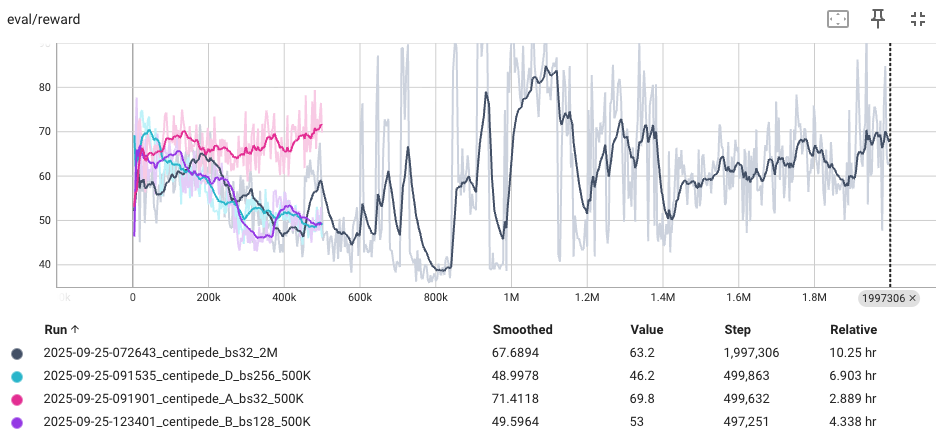 eval/reward
80
70
60
50
40
0 200k 400k 600k 800k 1M 1.2M 1.4M 1.6M 1.8M 1997306 ×
Run ↑ Smoothed Value Step Relative
2025-09-25-072643_centipede_bs32_2M 67.6894 63.2 1,997,306 10.25 hr
2025-09-25-091535_centipede_D_bs256_500K 48.9978 46.2 499,863 6.903 hr
2025-09-25-091901_centipede_A_bs32_500K 71.4118 69.8 499,632 2.889 hr
2025-09-25-123401_centipede_B_bs128_500K 49.5964 53 497,251 4.338 hr